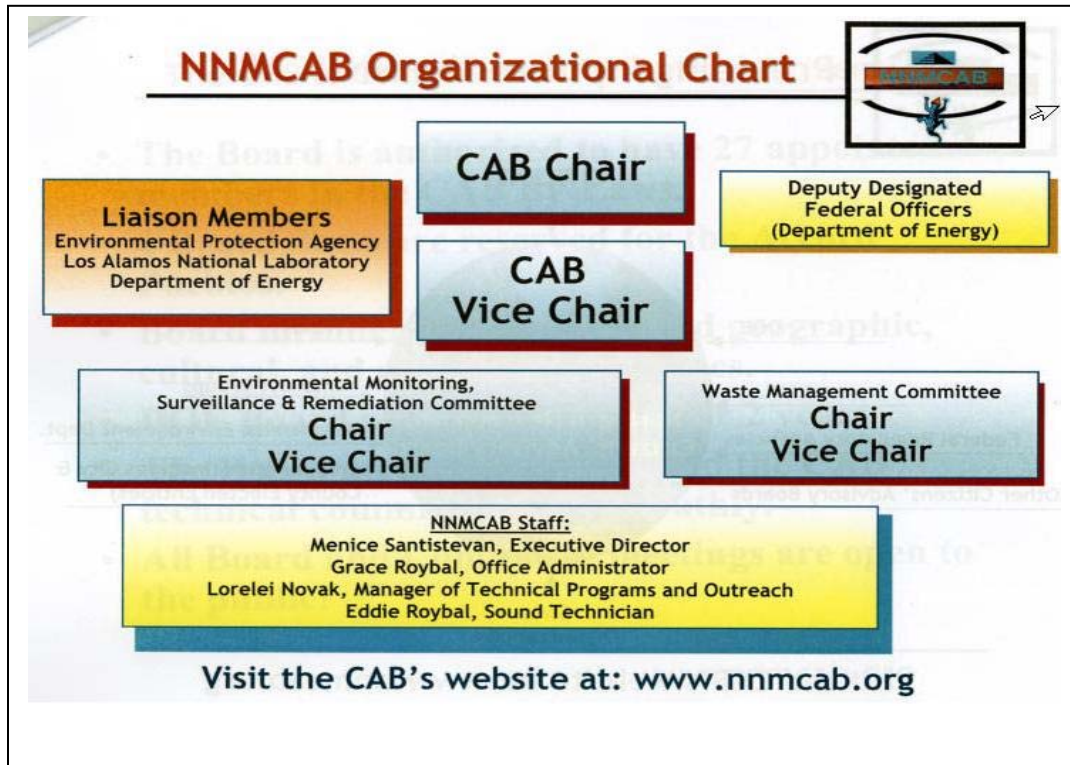 NNMCAB Organizational Chart
NNMCAB
CAB Chair
Liaison Members
Environmental Protection Agency
Los Alamos National Laboratory
Department of Energy
Deputy Designated
Federal Officers
(Department of Energy)
CAB
Vice Chair
Environmental Monitoring,
Surveillance & Remediation Committee
Chair
Vice Chair
Waste Management Committee
Chair
Vice Chair
NNMCAB Staff:
Menice Santistevan, Executive Director
Grace Roybal, Office Administrator
Lorelei Novak, Manager of Technical Programs and Outreach
Eddie Roybal, Sound Technician
Visit the CAB's website at: www.nnmcab.org